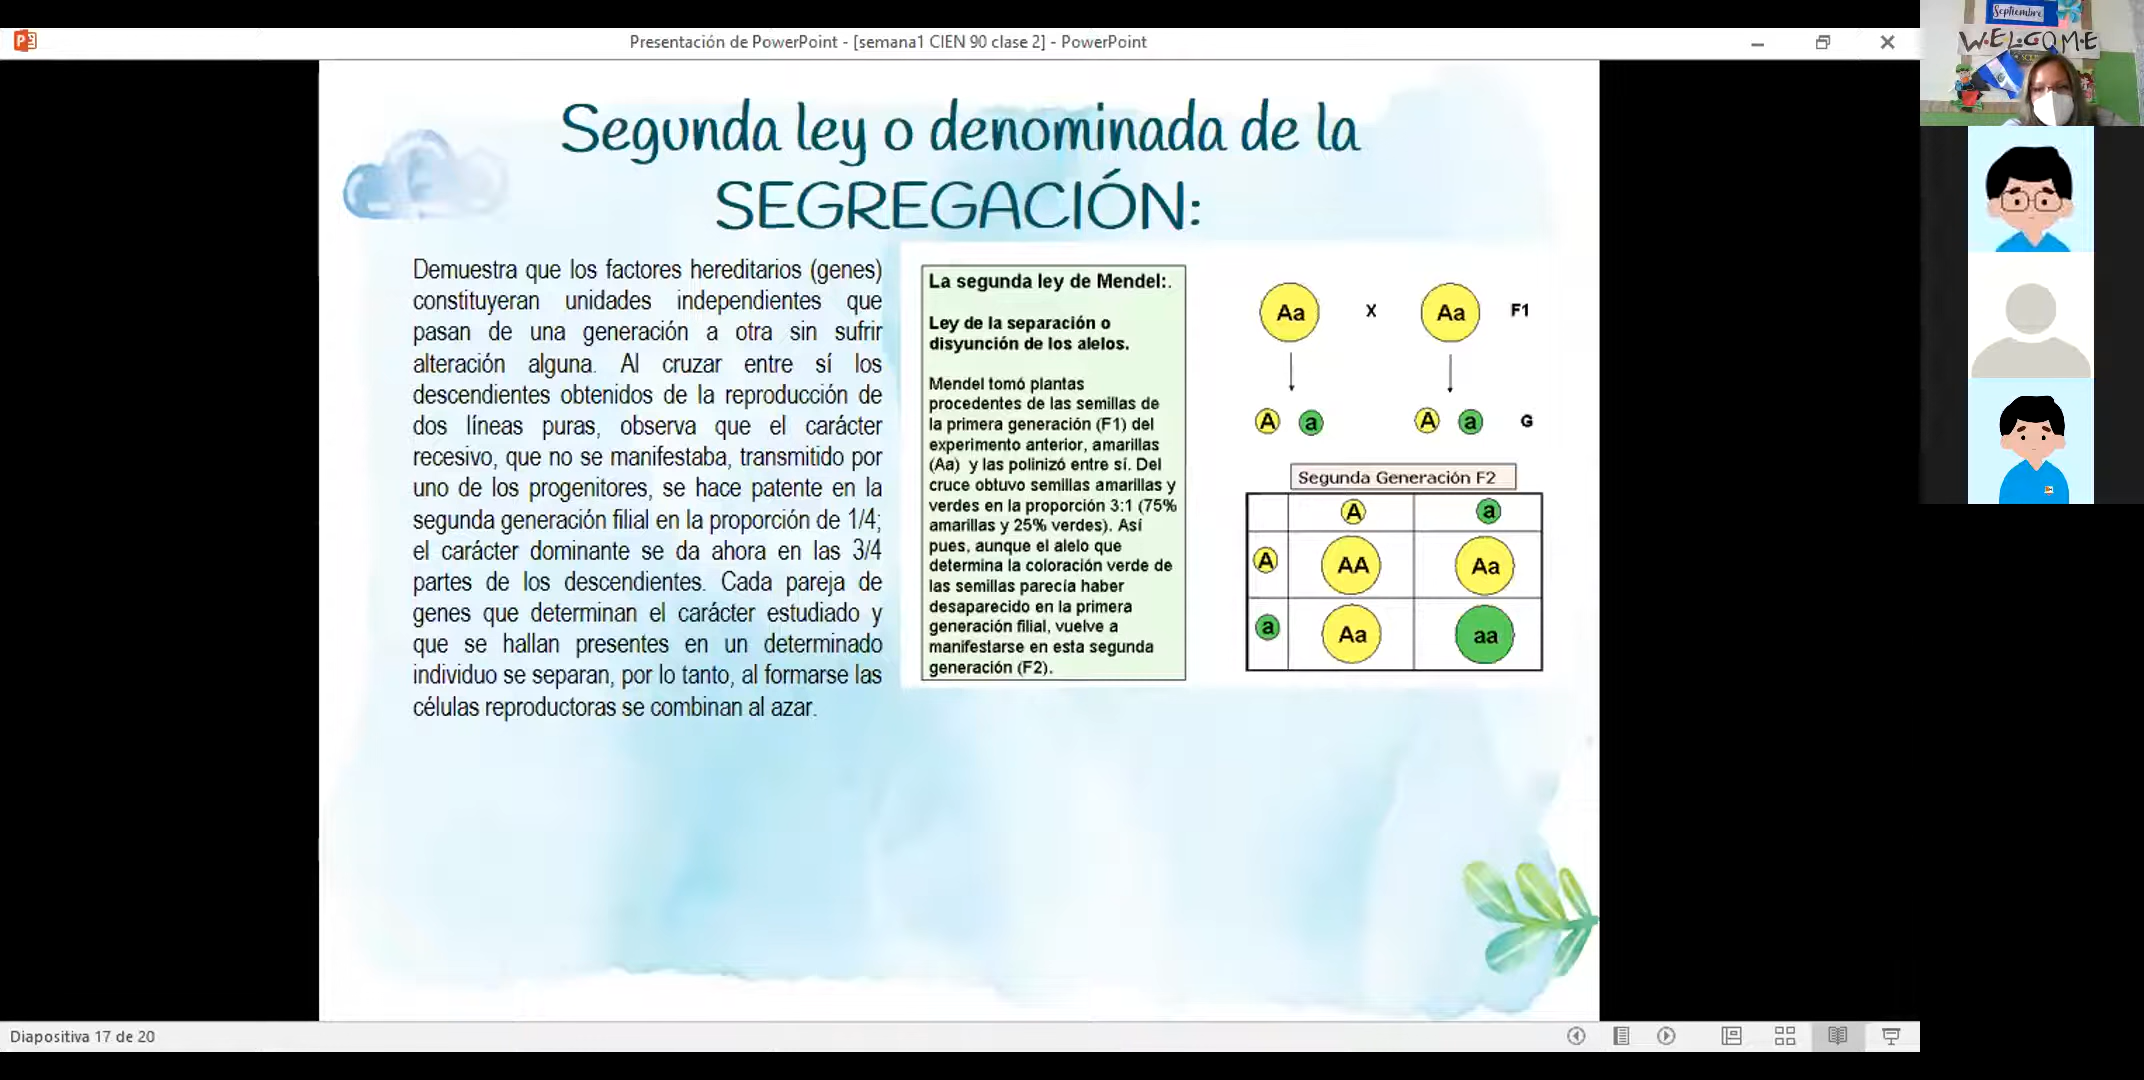 Presentación de PowerPoint - [semana1 CIEN 90 clase 2] - PowerPoint
Septiembre
WELCOME
Segunda ley o denominada de la
SEGREGACIÓN:
Demuestra que los factores hereditarios (genes)
constituyeran unidades independientes que
pasan de una generación a otra sin sufrir
alteración alguna. Al cruzar entre sí los
descendientes obtenidos de la reproducción de
dos líneas puras, observa que el carácter
recesivo, que no se manifestaba, transmitido por
uno de los progenitores, se hace patente en la
segunda generación filial en la proporción de 1/4;
el carácter dominante se da ahora en las 3/4
partes de los descendientes. Cada pareja de
genes que determinan el carácter estudiado y
que se hallan presentes en un determinado
individuo se separan, por lo tanto, al formarse las
células reproductoras se combinan al azar.
La segunda ley de Mendel:.
Ley de la separación o
disyunción de los alelos.
Mendel tomó plantas
procedentes de las semillas de
la primera generación (F1) del
experimento anterior, amarillas
(Aa) y las polinizó entre sí. Del
cruce obtuvo semillas amarillas y
verdes en la proporción 3:1 (75%
amarillas y 25% verdes). Así
pues, aunque el alelo que
determina la coloración verde de
las semillas parecía haber
desaparecido en la primera
generación filial, vuelve a
manifestarse en esta segunda
generación (F2).
Aa X Aa F1
A a A a G
Segunda Generación F2
A a
A AA Aa
a Aa aa
Diapositiva 17 de 20